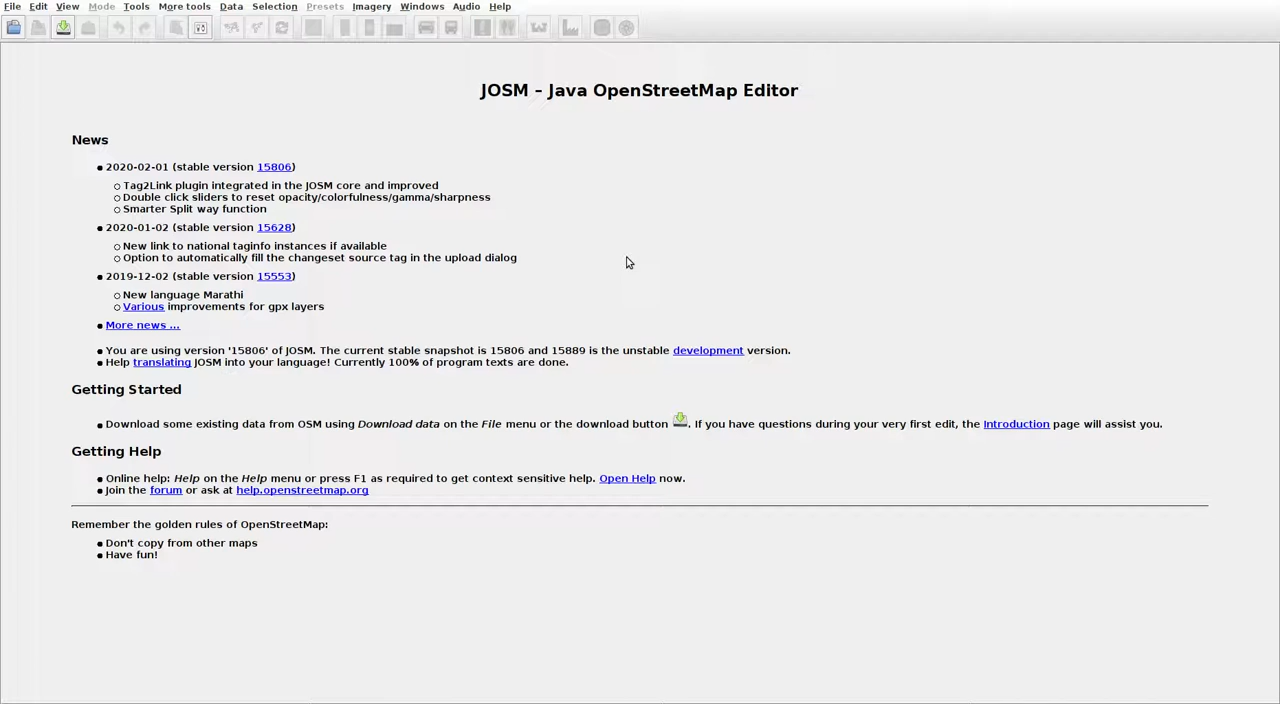 File Edit View Mode Tools More tools Data Selection Presets Imagery Windows Audio Help
JOSM – Java OpenStreetMap Editor
News
2020-02-01 (stable version 15806)
Tag2Link plugin integrated in the JOSM core and improved
Double click sliders to reset opacity/colorfulness/gamma/sharpness
Smarter Split way function
2020-01-02 (stable version 15628)
New link to national taginfo instances if available
Option to automatically fill the changeset source tag in the upload dialog
2019-12-02 (stable version 15553)
New language Marathi
Various improvements for gpx layers
More news ...
You are using version '15806' of JOSM. The current stable snapshot is 15806 and 15889 is the unstable development version.
Help translating JOSM into your language! Currently 100% of program texts are done.
Getting Started
Download some existing data from OSM using Download data on the File menu or the download button . If you have questions during your very first edit, the Introduction page will assist you.
Getting Help
Online help: Help on the Help menu or press F1 as required to get context sensitive help. Open Help now.
Join the forum or ask at help.openstreetmap.org
Remember the golden rules of OpenStreetMap:
Don't copy from other maps
Have fun!